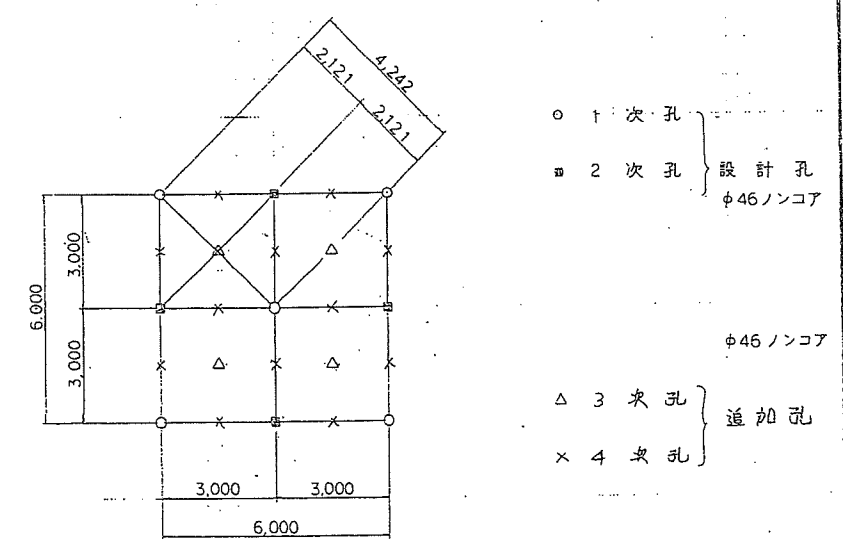 2,121
4,242
2,121
3,000
6.000
3,000
3,000
3,000
6,000
○ 1 次 孔
2 次 孔
設 計 孔
φ46ノンコア
φ46ノンコア
△ 3 次 孔
× 4 次 孔
追 加 孔